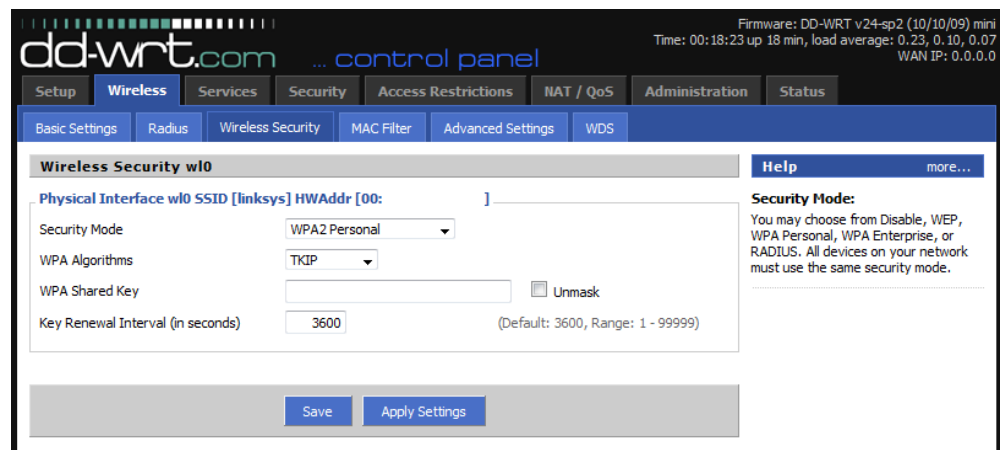 Firmware: DD-WRT v24-sp2 (10/10/09) mini
Time: 00:18:23 up 18 min, load average: 0.23, 0.10, 0.07
WAN IP: 0.0.0.0
dd-wrt.com ... control panel
Setup Wireless Services Security Access Restrictions NAT / QoS Administration Status
Basic Settings Radius Wireless Security MAC Filter Advanced Settings WDS
Wireless Security wl0
Physical Interface wl0 SSID [linksys] HWAddr [00: ]
Security Mode WPA2 Personal
WPA Algorithms TKIP
WPA Shared Key Unmask
Key Renewal Interval (in seconds) 3600 (Default: 3600, Range: 1 - 99999)
Save Apply Settings
Help more...
Security Mode:
You may choose from Disable, WEP,
WPA Personal, WPA Enterprise, or
RADIUS. All devices on your network
must use the same security mode.